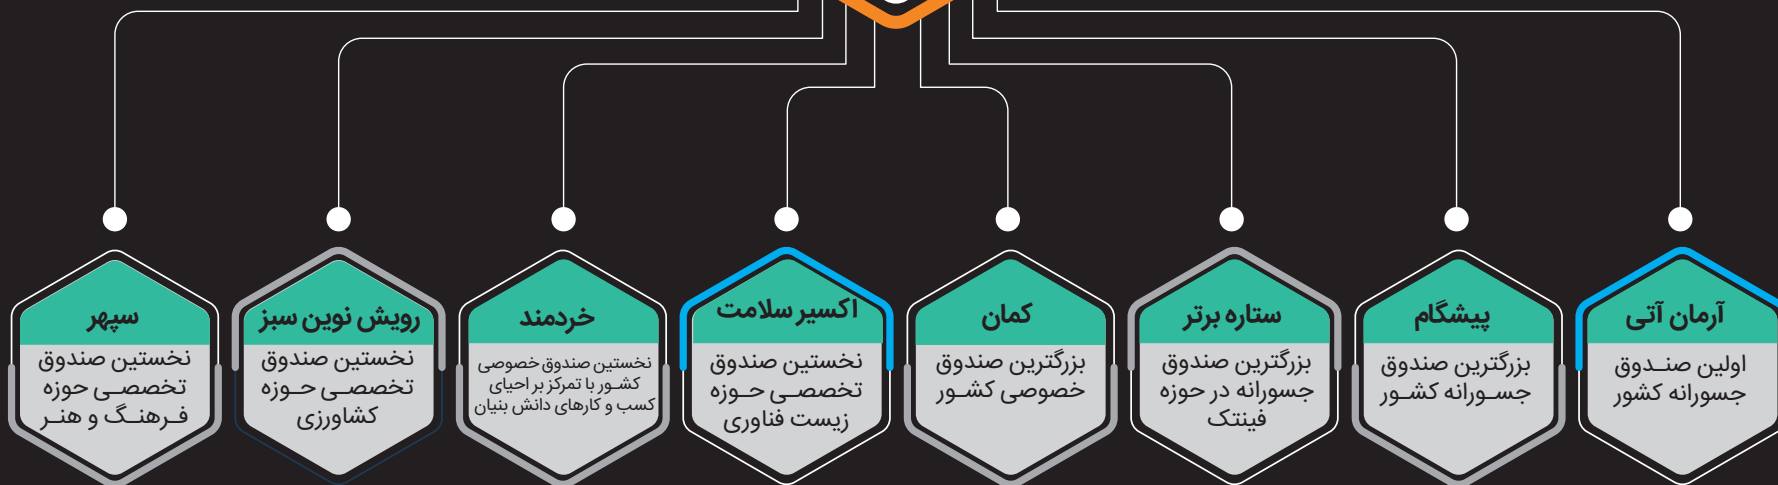 آرمان آتی
اولین صنـدوق
جسورانه کشور
پیشگام
بزرگترین صندوق
جسـورانه کشـور
ستاره برتر
بزرگترین صندوق
جسورانه در حوزه
فینتک
کمان
بزرگترین صندوق
خصوصی کشـور
اکسیر سلامت
نخستین صندوق
تخصصـی حـوزه
زیست فناوری
خردمند
نخستین صندوق خصوصی
کشـور با تمرکز بر احیای
کسب و کارهای دانش بنیان
رویش نوین سبز
نخستین صندوق
تخصصـی حـوزه
کشاورزی
سپهر
نخستین صندوق
تخصصـی حوزه
فـرهنـگ و هنـر